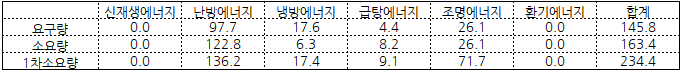 신재생에너지 난방에너지 냉방에너지 급탕에너지 조명에너지 환기에너지 합계
요구량 0.0 97.7 17.6 4.4 26.1 0.0 145.8
소요량 0.0 122.8 6.3 8.2 26.1 0.0 163.4
1차소요량 0.0 136.2 17.4 9.1 71.7 0.0 234.4